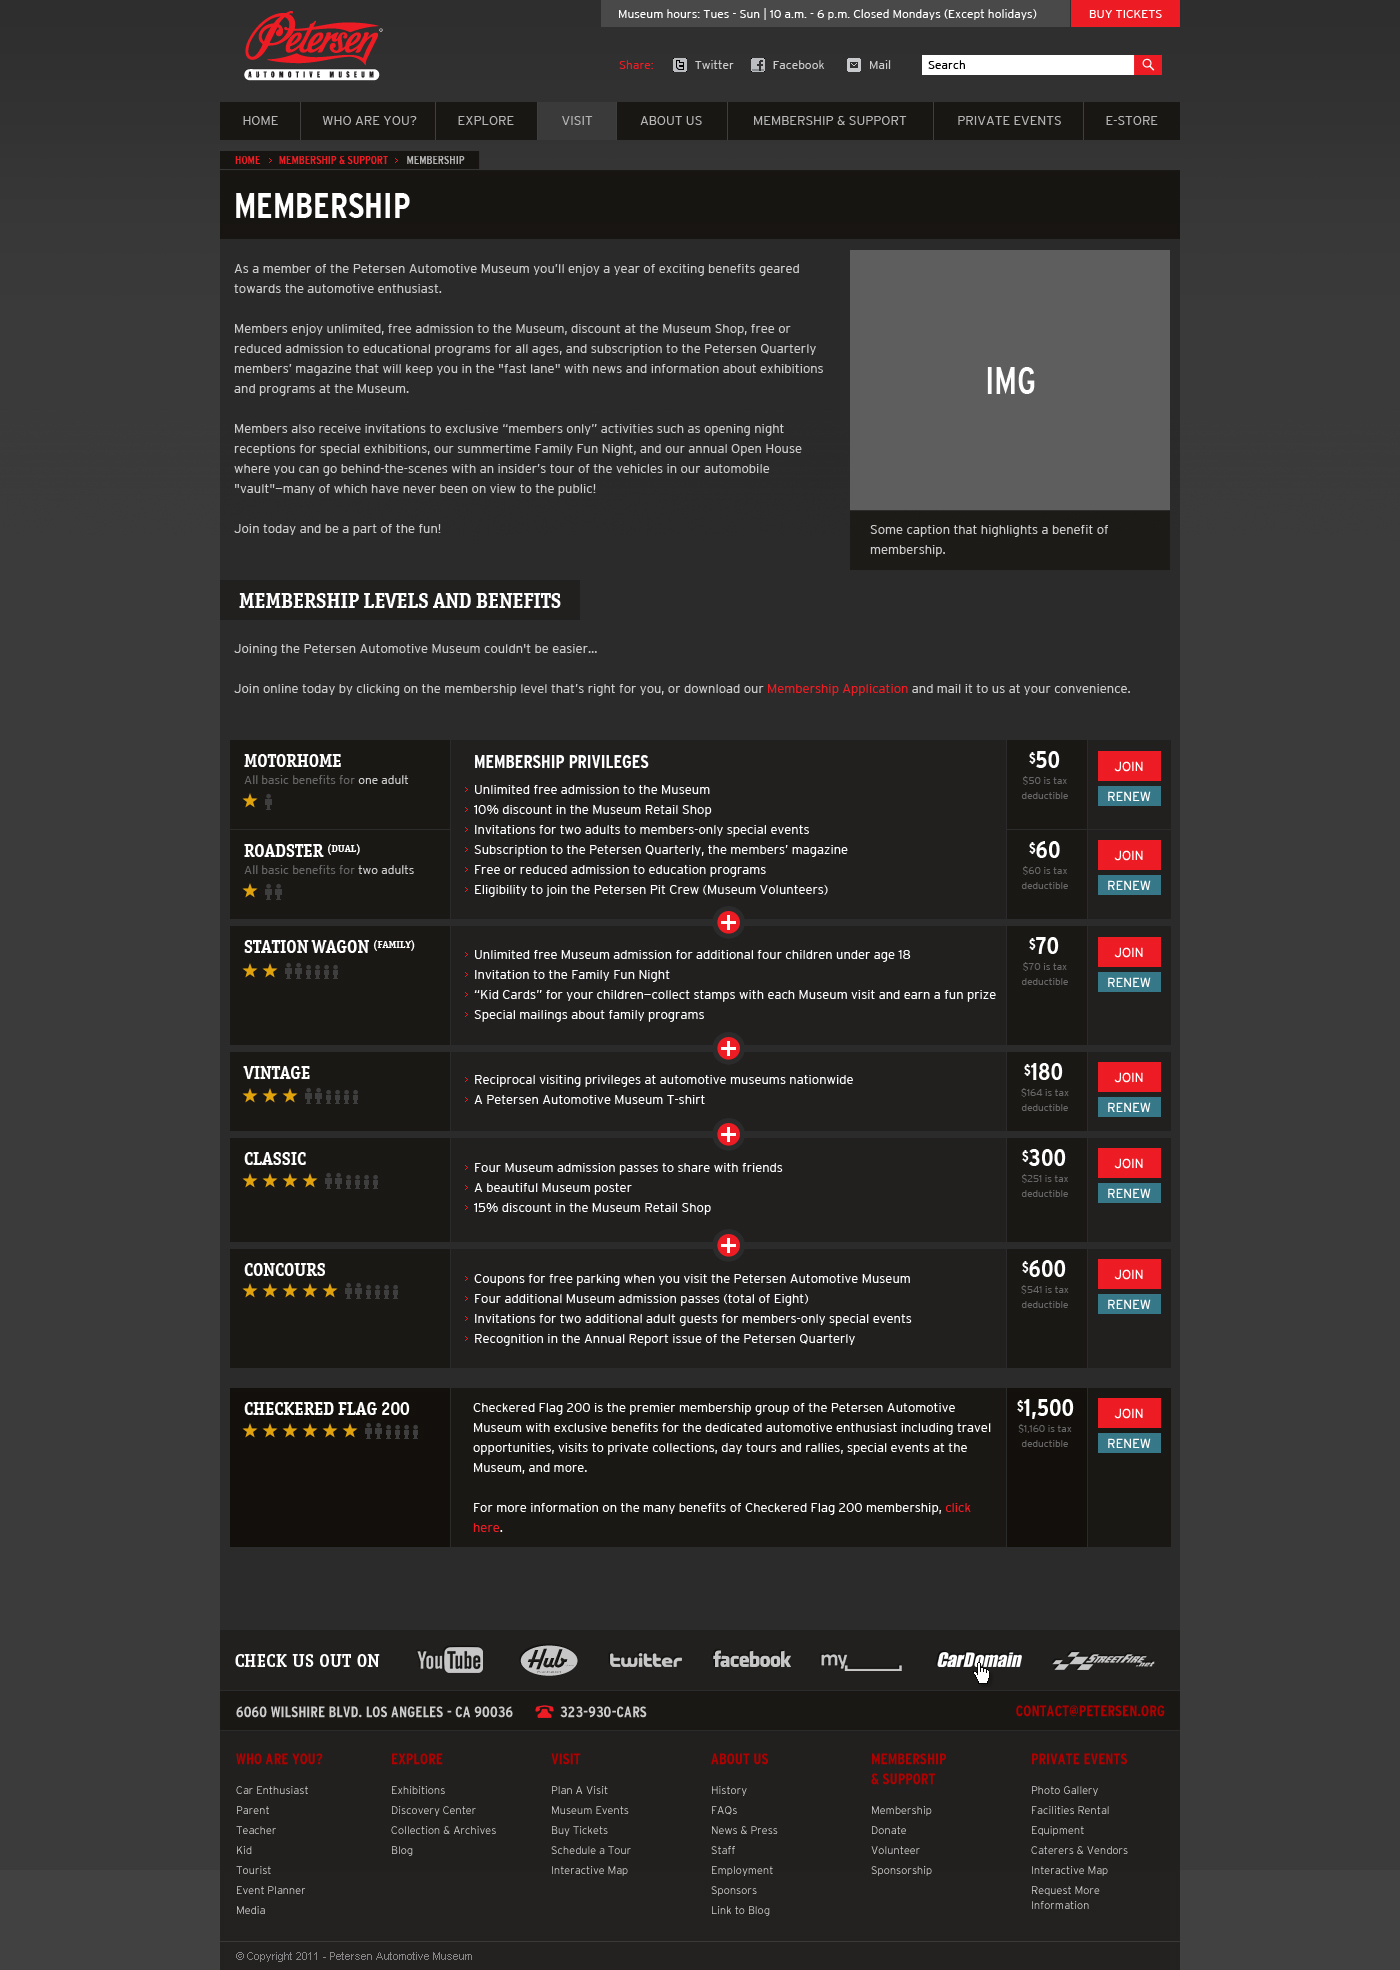 Museum hours: Tues - Sun | 10 a.m. - 6 p.m. Closed Mondays (Except holidays)
BUY TICKETS
Petersen
AUTOMOTIVE MUSEUM
Share:
Twitter
Facebook
Mail
Search
HOME
WHO ARE YOU?
EXPLORE
VISIT
ABOUT US
MEMBERSHIP & SUPPORT
PRIVATE EVENTS
E-STORE
HOME > MEMBERSHIP & SUPPORT > MEMBERSHIP
MEMBERSHIP
As a member of the Petersen Automotive Museum you'll enjoy a year of exciting benefits geared
towards the automotive enthusiast.
Members enjoy unlimited, free admission to the Museum, discount at the Museum Shop, free or
reduced admission to educational programs for all ages, and subscription to the Petersen Quarterly
members' magazine that will keep you in the "fast lane" with news and information about exhibitions
and programs at the Museum.
Members also receive invitations to exclusive “members only” activities such as opening night
receptions for special exhibitions, our summertime Family Fun Night, and our annual Open House
where you can go behind-the-scenes with an insider's tour of the vehicles in our automobile
"vault"—many of which have never been on view to the public!
Join today and be a part of the fun!
IMG
Some caption that highlights a benefit of
membership.
MEMBERSHIP LEVELS AND BENEFITS
Joining the Petersen Automotive Museum couldn't be easier...
Join online today by clicking on the membership level that's right for you, or download our Membership Application and mail it to us at your convenience.
MOTORHOME
All basic benefits for one adult
ROADSTER (DUAL)
All basic benefits for two adults
MEMBERSHIP PRIVILEGES
Unlimited free admission to the Museum
10% discount in the Museum Retail Shop
Invitations for two adults to members-only special events
Subscription to the Petersen Quarterly, the members' magazine
Free or reduced admission to education programs
Eligibility to join the Petersen Pit Crew (Museum Volunteers)
$50
$50 is tax
deductible
JOIN
RENEW
$60
$60 is tax
deductible
JOIN
RENEW
STATION WAGON (FAMILY)
Unlimited free Museum admission for additional four children under age 18
Invitation to the Family Fun Night
“Kid Cards” for your children—collect stamps with each Museum visit and earn a fun prize
Special mailings about family programs
$70
$70 is tax
deductible
JOIN
RENEW
VINTAGE
Reciprocal visiting privileges at automotive museums nationwide
A Petersen Automotive Museum T-shirt
$180
$164 is tax
deductible
JOIN
RENEW
CLASSIC
Four Museum admission passes to share with friends
A beautiful Museum poster
15% discount in the Museum Retail Shop
$300
$251 is tax
deductible
JOIN
RENEW
CONCOURS
Coupons for free parking when you visit the Petersen Automotive Museum
Four additional Museum admission passes (total of Eight)
Invitations for two additional adult guests for members-only special events
Recognition in the Annual Report issue of the Petersen Quarterly
$600
$541 is tax
deductible
JOIN
RENEW
CHECKERED FLAG 200
Checkered Flag 200 is the premier membership group of the Petersen Automotive
Museum with exclusive benefits for the dedicated automotive enthusiast including travel
opportunities, visits to private collections, day tours and rallies, special events at the
Museum, and more.
For more information on the many benefits of Checkered Flag 200 membership, click
here.
$1,500
$1,160 is tax
deductible
JOIN
RENEW
CHECK US OUT ON
YouTube
Hub
twitter
facebook
my
CarDomain
STREETFIRE.net
6060 WILSHIRE BLVD. LOS ANGELES - CA 90036
323-930-CARS
CONTACT@PETERSEN.ORG
WHO ARE YOU?
Car Enthusiast
Parent
Teacher
Kid
Tourist
Event Planner
Media
EXPLORE
Exhibitions
Discovery Center
Collection & Archives
Blog
VISIT
Plan A Visit
Museum Events
Buy Tickets
Schedule a Tour
Interactive Map
ABOUT US
History
FAQs
News & Press
Staff
Employment
Sponsors
Link to Blog
MEMBERSHIP
& SUPPORT
Membership
Donate
Volunteer
Sponsorship
PRIVATE EVENTS
Photo Gallery
Facilities Rental
Equipment
Caterers & Vendors
Interactive Map
Request More
Information
© Copyright 2011 - Petersen Automotive Museum